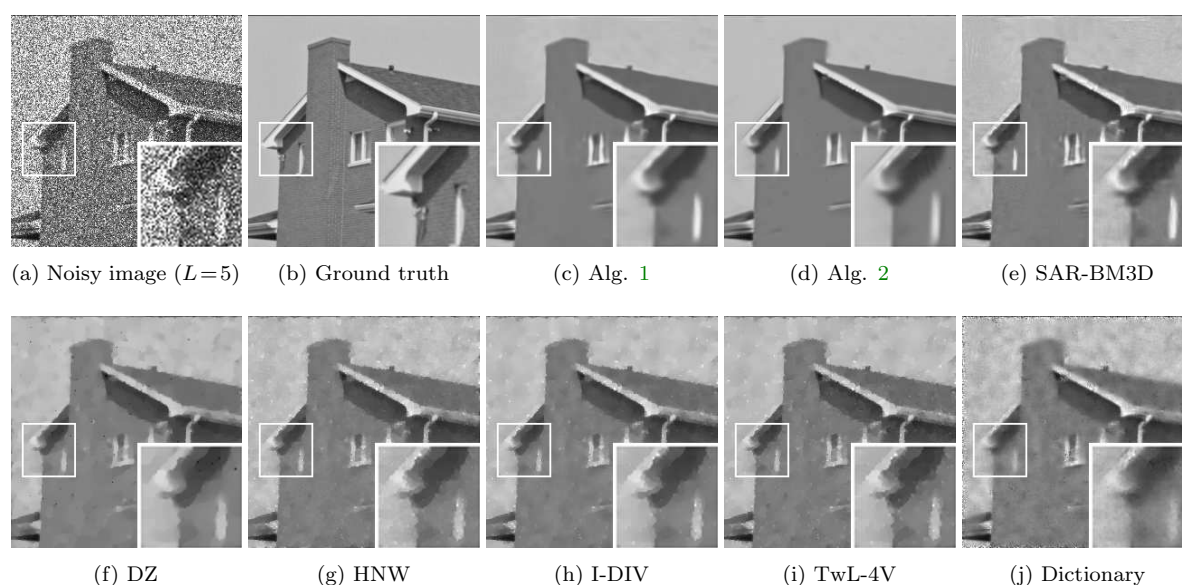 (a) Noisy image (L=5) (b) Ground truth (c) Alg. 1 (d) Alg. 2 (e) SAR-BM3D
(f) DZ (g) HNW (h) I-DIV (i) TwL-4V (j) Dictionary